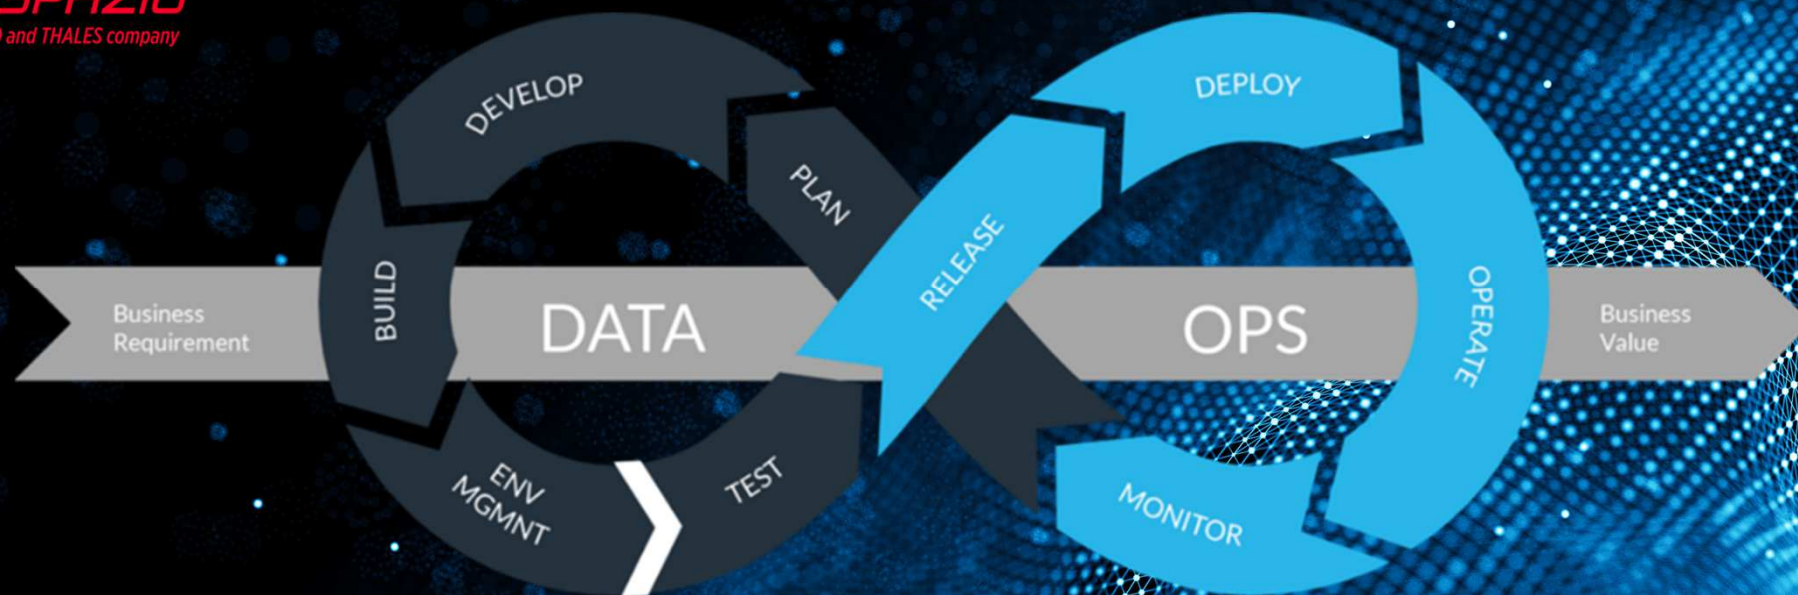 and THALES company
DEVELOP
PLAN
BUILD
ENV
MGMNT
TEST
RELEASE
DEPLOY
OPERATE
MONITOR
Business
Requirement
DATA
OPS
Business
Value